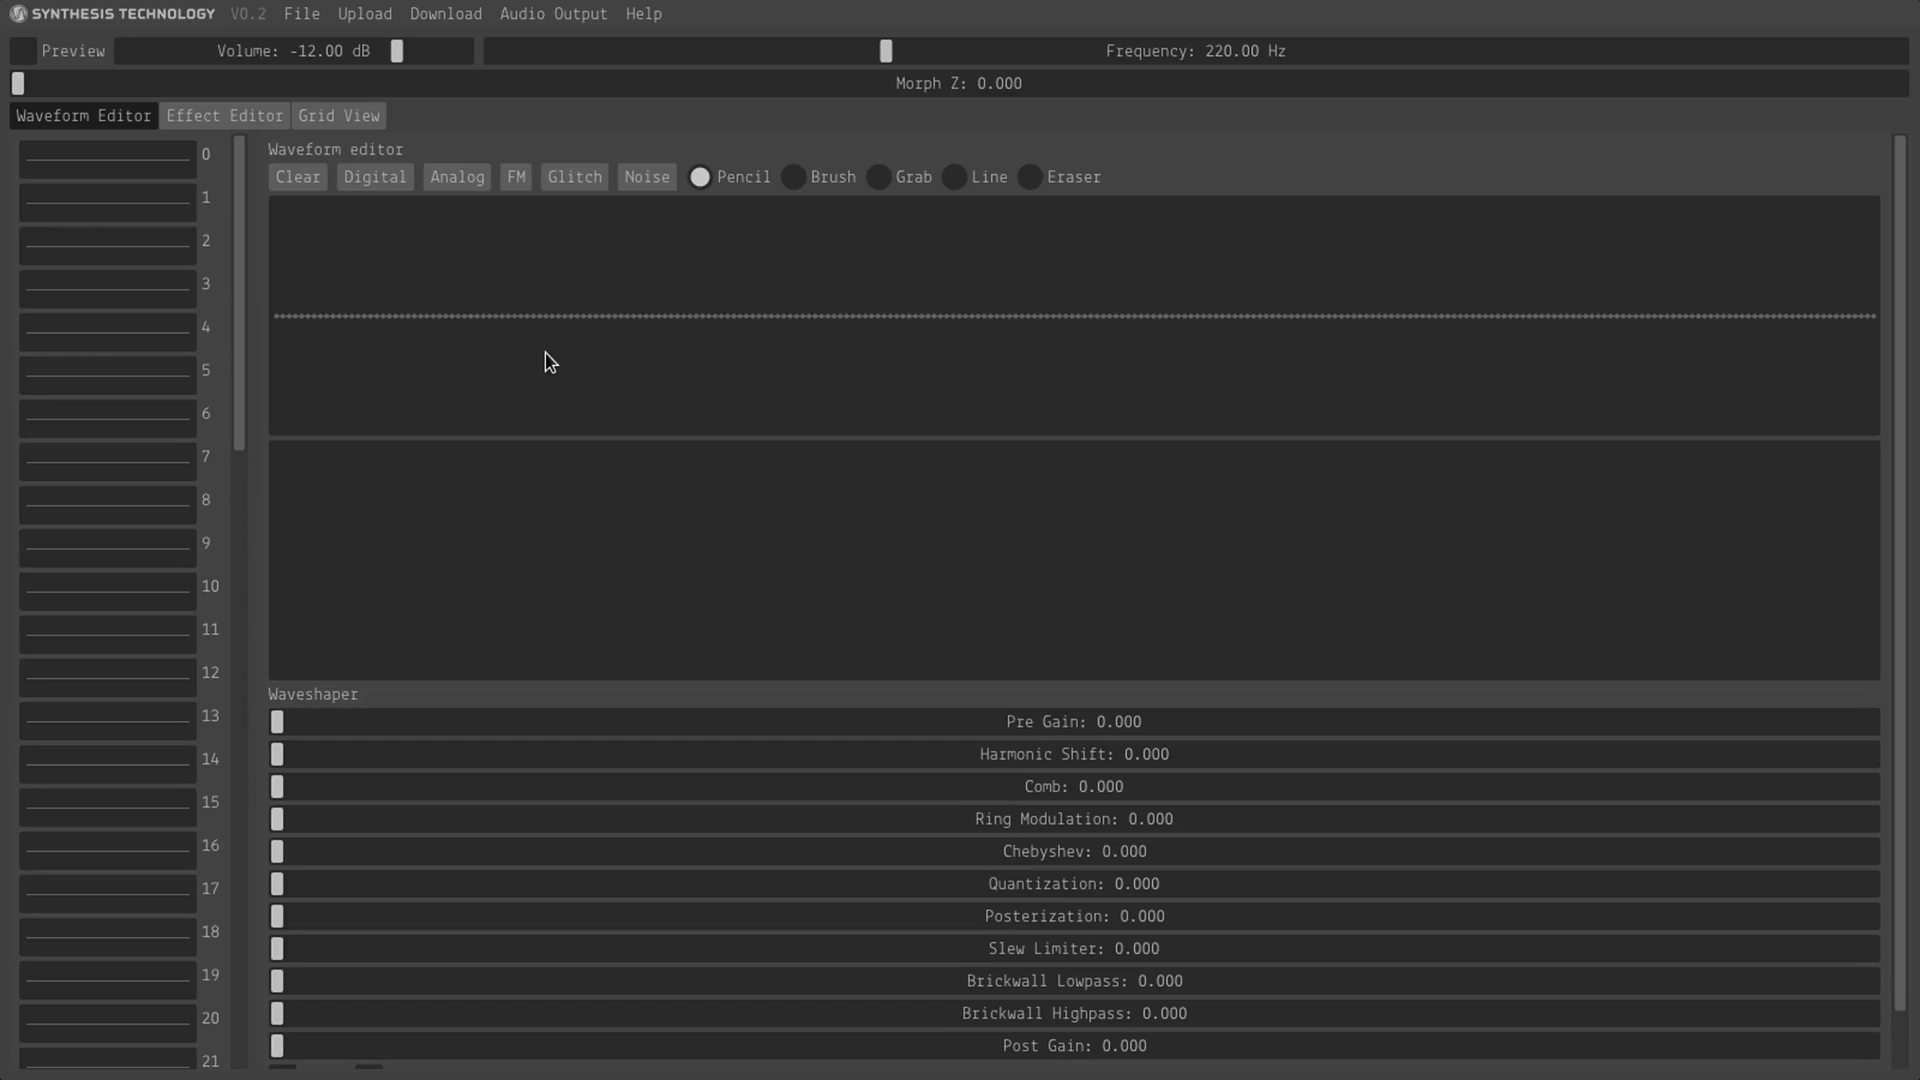 SYNTHESIS TECHNOLOGY V0.2 File Upload Download Audio Output Help
Preview Volume: -12.00 dB Frequency: 220.00 Hz
Morph Z: 0.000
Waveform Editor Effect Editor Grid View
0
1
2
3
4
5
6
7
8
9
10
11
12
13
14
15
16
17
18
19
20
21
Waveform editor
Clear Digital Analog FM Glitch Noise Pencil Brush Grab Line Eraser
Waveshaper
Pre Gain: 0.000
Harmonic Shift: 0.000
Comb: 0.000
Ring Modulation: 0.000
Chebyshev: 0.000
Quantization: 0.000
Posterization: 0.000
Slew Limiter: 0.000
Brickwall Lowpass: 0.000
Brickwall Highpass: 0.000
Post Gain: 0.000